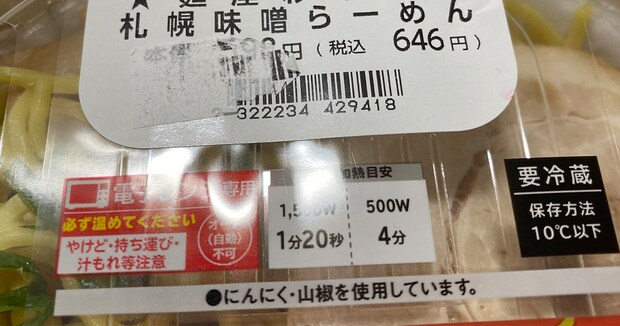 札幌味噌らーめん
円 (税込 646円)
322234 429418
専用
必ず温めてください
やけど・持ち運び・
汁もれ等注意
(自動)
不可
加熱目安
500W
1分20秒
4分
要冷蔵
保存方法
10℃以下
●にんにく・山椒を使用しています。